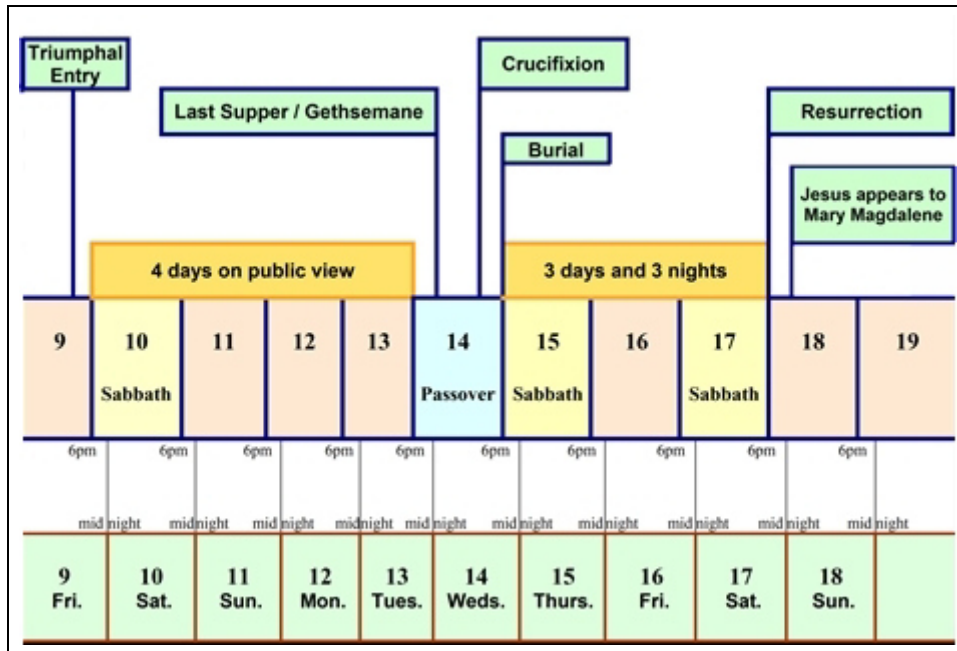 Triumphal
Entry
Crucifixion
Last Supper / Gethsemane
Resurrection
Burial
Jesus appears to
Mary Magdalene
4 days on public view
3 days and 3 nights
9 10 11 12 13 14 15 16 17 18 19
Sabbath Passover Sabbath Sabbath
6pm 6pm 6pm 6pm 6pm 6pm 6pm 6pm 6pm 6pm
midnight midnight midnight midnight midnight midnight midnight midnight midnight midnight
9 10 11 12 13 14 15 16 17 18
Fri. Sat. Sun. Mon. Tues. Weds. Thurs. Fri. Sat. Sun.